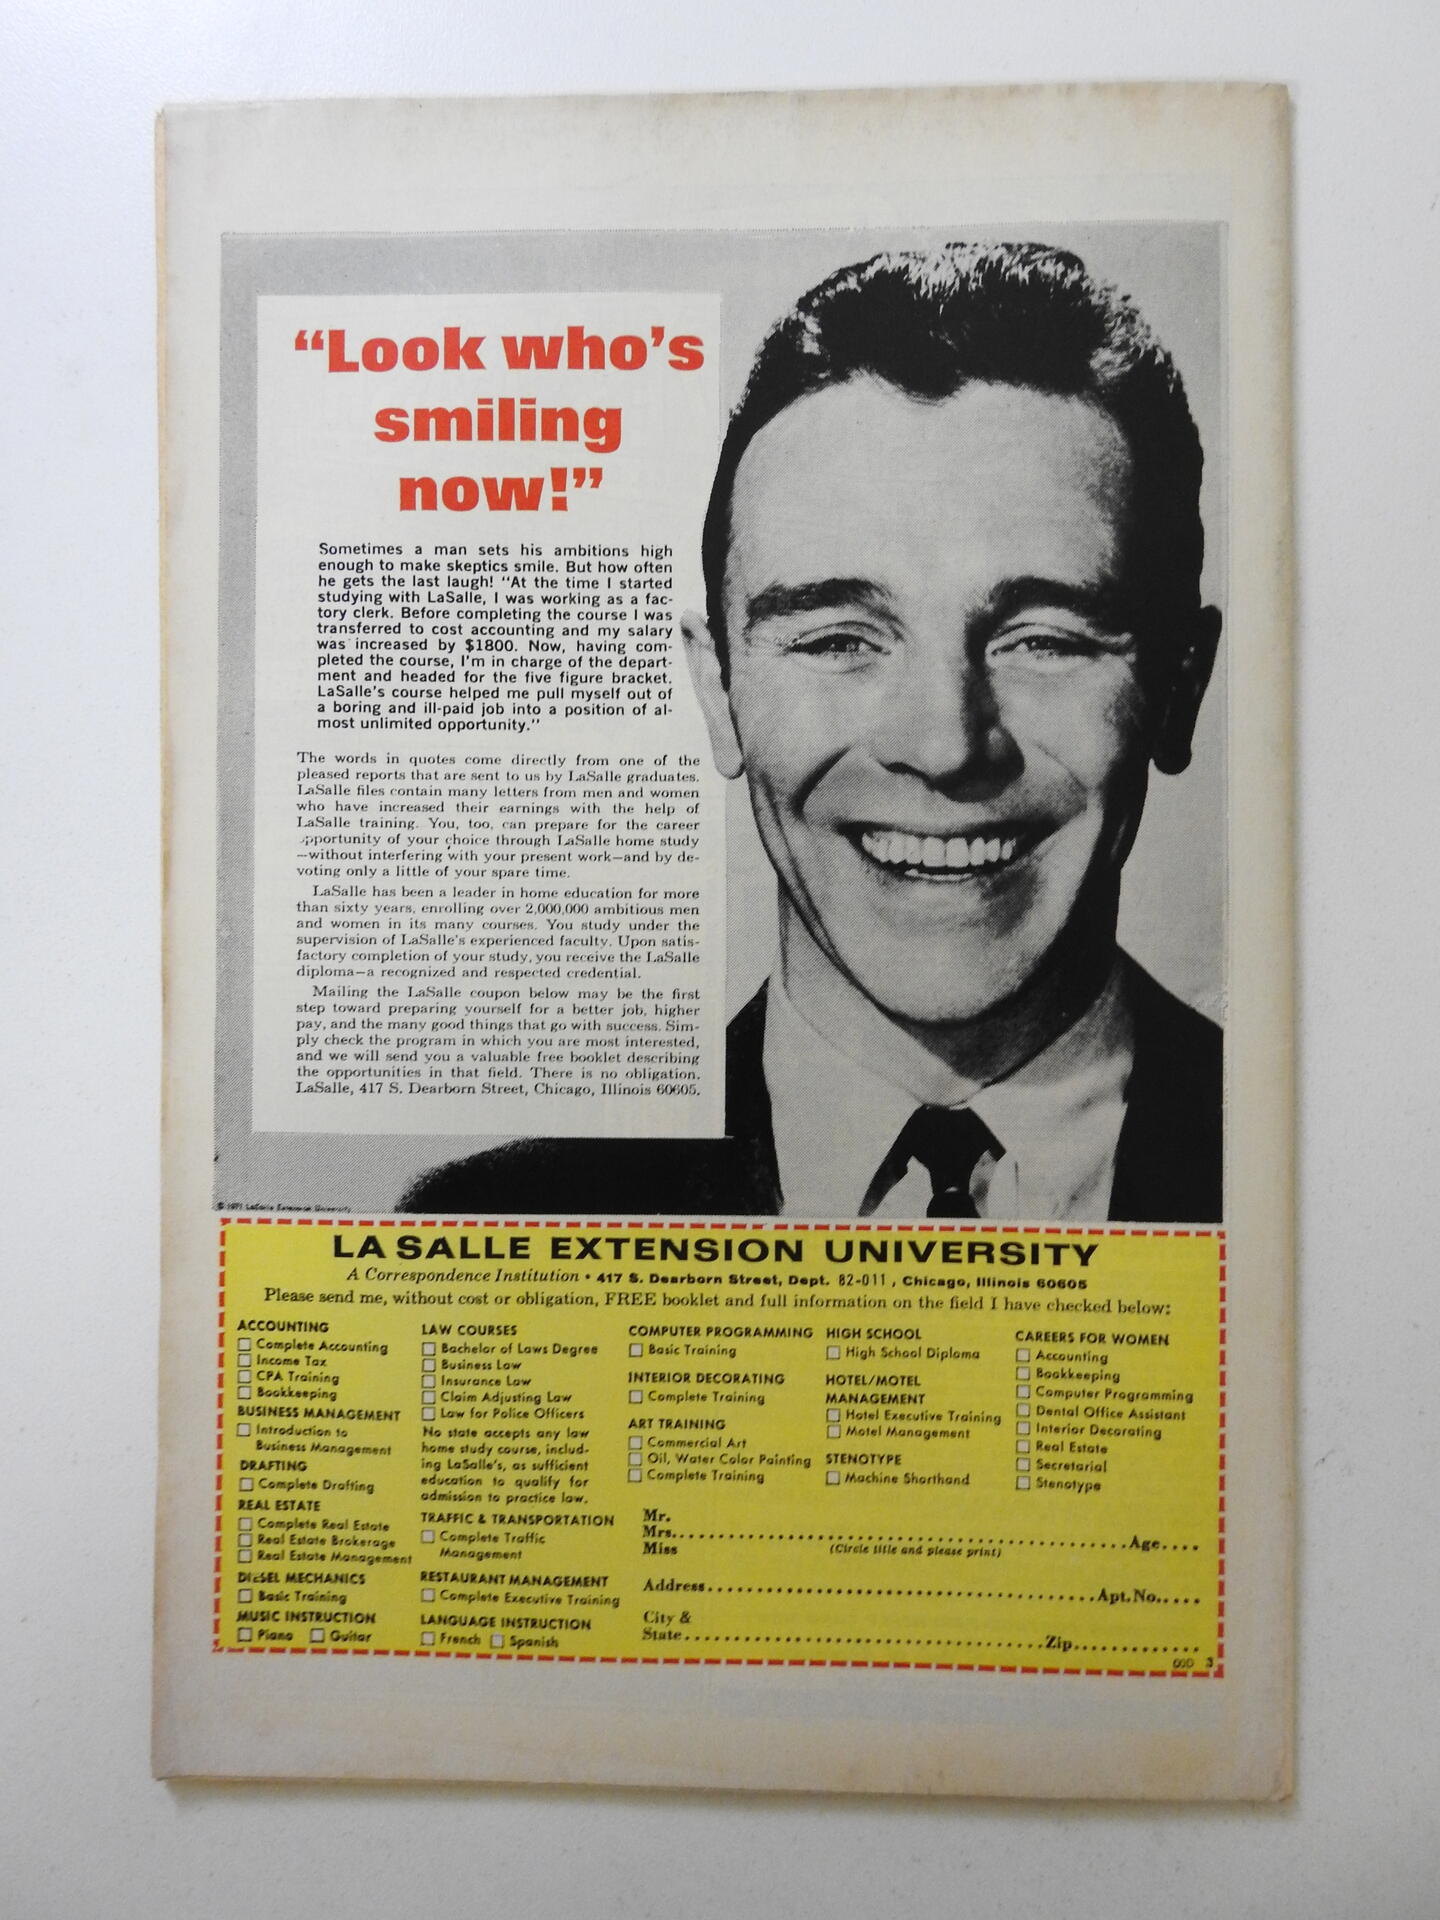 “Look who’s
smiling
now!”
Sometimes a man sets his ambitions high
enough to make skeptics smile. But how often
he gets the last laugh! “At the time I started
studying with LaSalle, I was working as a fac-
tory clerk. Before completing the course I was
transferred to cost accounting and my salary
was increased by $1800. Now, having com-
pleted the course, I’m in charge of the depart-
ment and headed for the five figure bracket.
LaSalle’s course helped me pull myself out of
a boring and ill-paid job into a position of al-
most unlimited opportunity.”
The words in quotes come directly from one of the
pleased reports that are sent to us by LaSalle graduates.
LaSalle files contain many letters from men and women
who have increased their earnings with the help of
LaSalle training. You, too, can prepare for the career
opportunity of your choice through LaSalle home study
—without interfering with your present work—and by de-
voting only a little of your spare time.
LaSalle has been a leader in home education for more
than sixty years, enrolling over 2,000,000 ambitious men
and women in its many courses. You study under the
supervision of LaSalle’s experienced faculty. Upon satis-
factory completion of your study, you receive the LaSalle
diploma—a recognized and respected credential.
Mailing the LaSalle coupon below may be the first
step toward preparing yourself for a better job, higher
pay, and the many good things that go with success. Sim-
ply check the program in which you are most interested,
and we will send you a valuable free booklet describing
the opportunities in that field. There is no obligation.
LaSalle, 417 S. Dearborn Street, Chicago, Illinois 60605.
© 1971 LaSalle Extension University
LA SALLE EXTENSION UNIVERSITY
A Correspondence Institution • 417 S. Dearborn Street, Dept. 82-011, Chicago, Illinois 60605
Please send me, without cost or obligation, FREE booklet and full information on the field I have checked below:
ACCOUNTING
Complete Accounting
Income Tax
CPA Training
Bookkeeping
BUSINESS MANAGEMENT
Introduction to
Business Management
DRAFTING
Complete Drafting
REAL ESTATE
Complete Real Estate
Real Estate Brokerage
Real Estate Management
DIESEL MECHANICS
Basic Training
MUSIC INSTRUCTION
Piano Guitar
LAW COURSES
Bachelor of Laws Degree
Business Law
Insurance Law
Claim Adjusting Law
Law for Police Officers
No state accepts any law
home study course, includ-
ing LaSalle’s, as sufficient
education to qualify for
admission to practice law.
TRAFFIC & TRANSPORTATION
Complete Traffic
Management
RESTAURANT MANAGEMENT
Complete Executive Training
LANGUAGE INSTRUCTION
French Spanish
COMPUTER PROGRAMMING
Basic Training
INTERIOR DECORATING
Complete Training
ART TRAINING
Commercial Art
Oil, Water Color Painting
Complete Training
HIGH SCHOOL
High School Diploma
HOTEL/MOTEL
MANAGEMENT
Hotel Executive Training
Motel Management
STENOTYPE
Machine Shorthand
CAREERS FOR WOMEN
Accounting
Bookkeeping
Computer Programming
Dental Office Assistant
Interior Decorating
Real Estate
Secretarial
Stenotype
Mr.
Mrs. Age
Miss (Circle title and please print)
Address Apt. No.
City &
State Zip
3